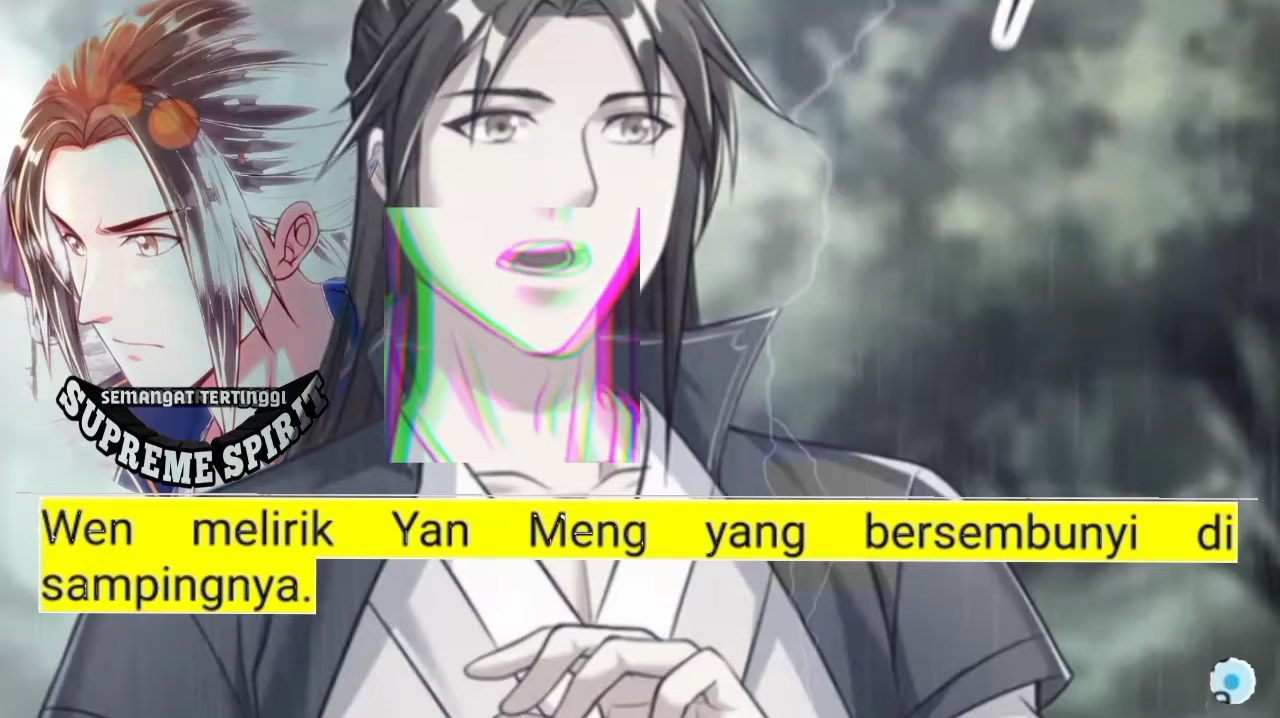 SEMANGAT TERTINGGI
SUPREME SPIRIT
Wen melirik Yan Meng yang bersembunyi di
sampingnya.